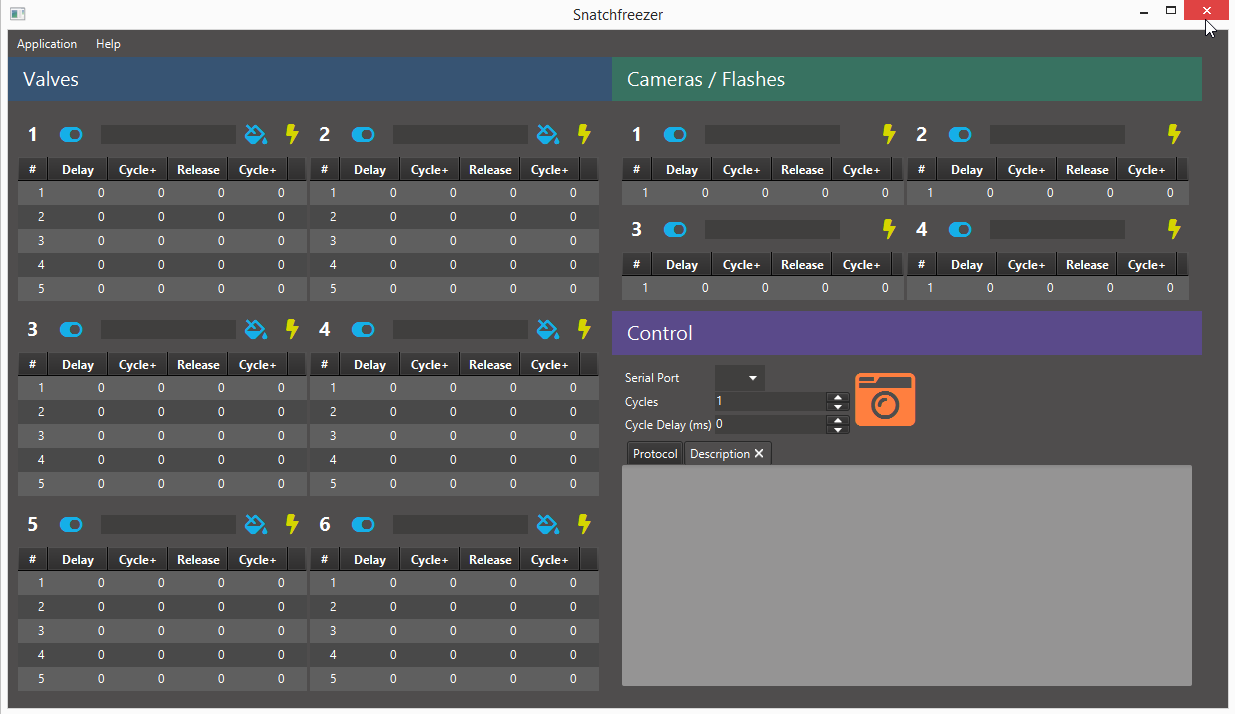 Snatchfreezer
Application Help
Valves
1 2
# Delay Cycle+ Release Cycle+ # Delay Cycle+ Release Cycle+
1 0 0 0 0 1 0 0 0 0
2 0 0 0 0 2 0 0 0 0
3 0 0 0 0 3 0 0 0 0
4 0 0 0 0 4 0 0 0 0
5 0 0 0 0 5 0 0 0 0
3 4
# Delay Cycle+ Release Cycle+ # Delay Cycle+ Release Cycle+
1 0 0 0 0 1 0 0 0 0
2 0 0 0 0 2 0 0 0 0
3 0 0 0 0 3 0 0 0 0
4 0 0 0 0 4 0 0 0 0
5 0 0 0 0 5 0 0 0 0
5 6
# Delay Cycle+ Release Cycle+ # Delay Cycle+ Release Cycle+
1 0 0 0 0 1 0 0 0 0
2 0 0 0 0 2 0 0 0 0
3 0 0 0 0 3 0 0 0 0
4 0 0 0 0 4 0 0 0 0
5 0 0 0 0 5 0 0 0 0
Cameras / Flashes
1 2
# Delay Cycle+ Release Cycle+ # Delay Cycle+ Release Cycle+
1 0 0 0 0 1 0 0 0 0
3 4
# Delay Cycle+ Release Cycle+ # Delay Cycle+ Release Cycle+
1 0 0 0 0 1 0 0 0 0
Control
Serial Port
Cycles 1
Cycle Delay (ms) 0
Protocol Description